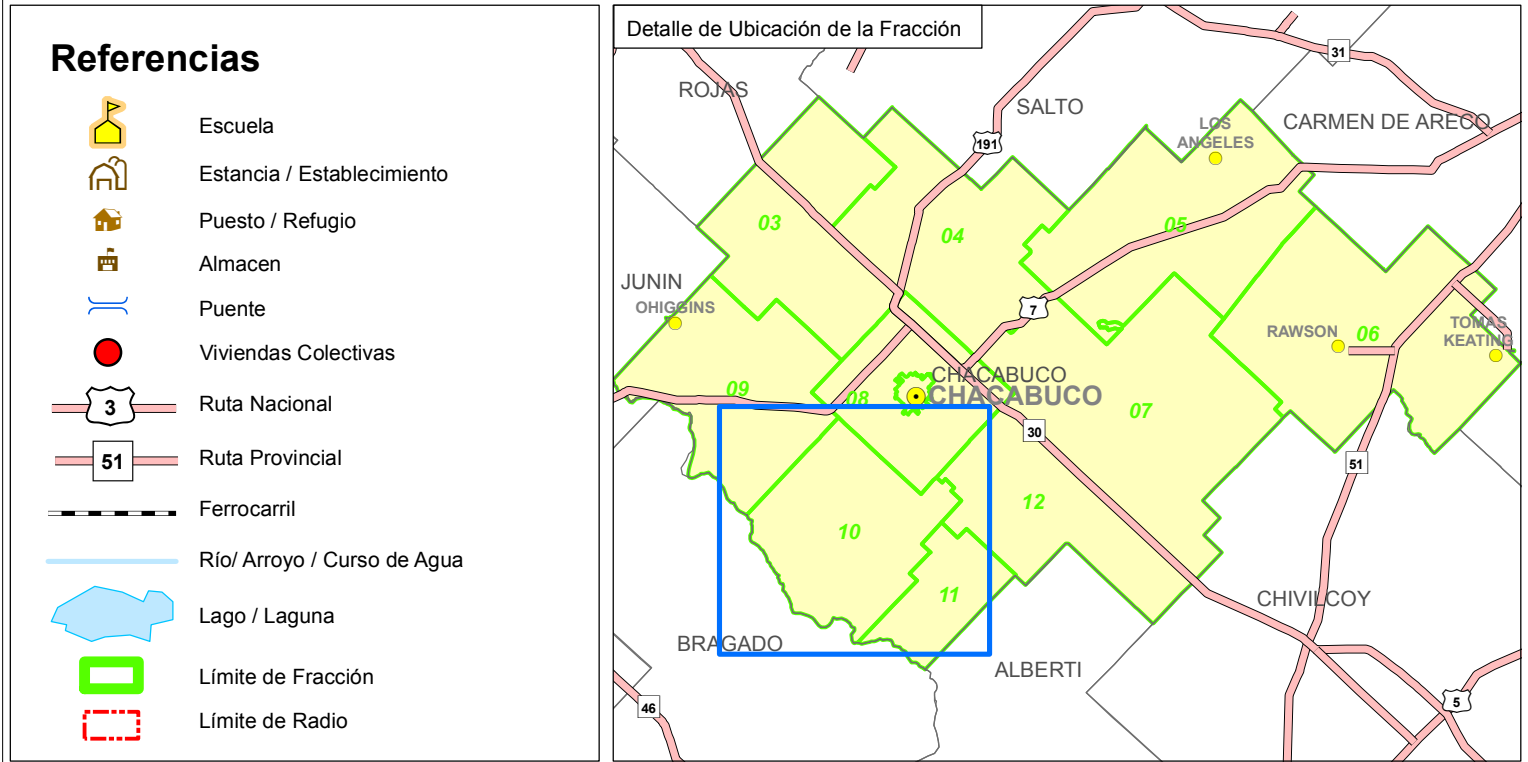 Referencias
Escuela
Estancia / Establecimiento
Puesto / Refugio
Almacen
Puente
Viviendas Colectivas
3
Ruta Nacional
51
Ruta Provincial
Ferrocarril
Río/ Arroyo / Curso de Agua
Lago / Laguna
Límite de Fracción
Límite de Radio
Detalle de Ubicación de la Fracción
31
ROJAS
SALTO
CARMEN DE ARECO
LOS
ANGELES
191
03
04
05
JUNIN
OHIGGINS
7
RAWSON
06
TOMAS
KEATING
CHACABUCO
CHACABUCO
09
08
07
30
51
12
10
11
CHIVILCOY
BRAGADO
ALBERTI
46
5